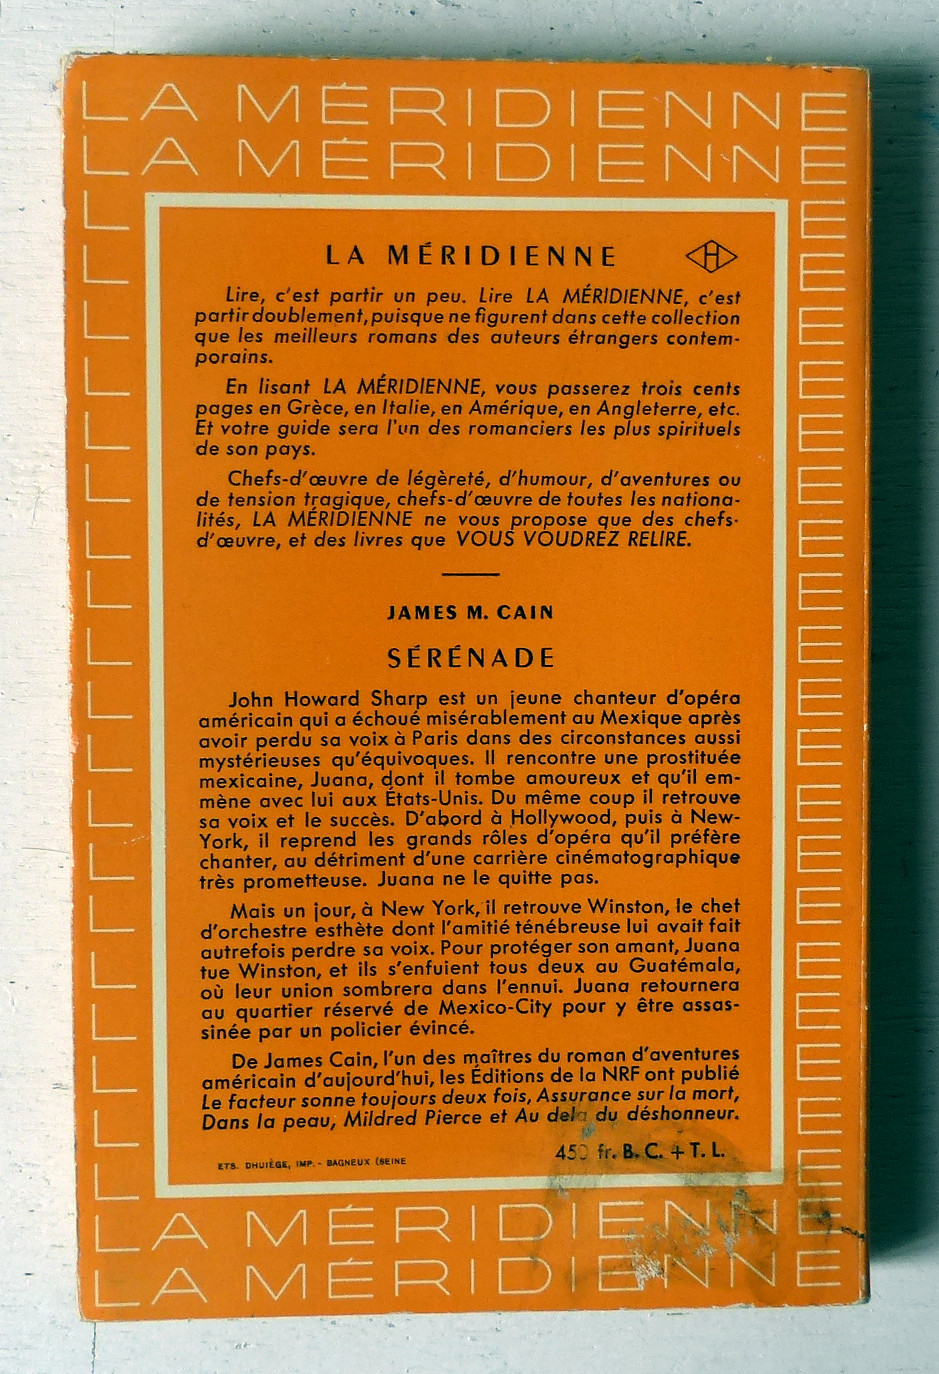 LA MÉRIDIENNE
LA MÉRIDIENNE
LA MÉRIDIENNE H
Lire, c'est partir un peu. Lire LA MÉRIDIENNE, c'est
partir doublement, puisque ne figurent dans cette collection
que les meilleurs romans des auteurs étrangers contem-
porains.
En lisant LA MÉRIDIENNE, vous passerez trois cents
pages en Grèce, en Italie, en Amérique, en Angleterre, etc.
Et votre guide sera l'un des romanciers les plus spirituels
de son pays.
Chefs-d'œuvre de légèreté, d'humour, d'aventures ou
de tension tragique, chefs-d'œuvre de toutes les nationa-
lités, LA MÉRIDIENNE ne vous propose que des chefs-
d'œuvre, et des livres que VOUS VOUDREZ RELIRE.
JAMES M. CAIN
SÉRÉNADE
John Howard Sharp est un jeune chanteur d'opéra
américain qui a échoué misérablement au Mexique après
avoir perdu sa voix à Paris dans des circonstances aussi
mystérieuses qu'équivoques. Il rencontre une prostituée
mexicaine, Juana, dont il tombe amoureux et qu'il em-
mène avec lui aux États-Unis. Du même coup il retrouve
sa voix et le succès. D'abord à Hollywood, puis à New-
York, il reprend les grands rôles d'opéra qu'il préfère
chanter, au détriment d'une carrière cinématographique
très prometteuse. Juana ne le quitte pas.
Mais un jour, à New York, il retrouve Winston, le chef
d'orchestre esthète dont l'amitié ténébreuse lui avait fait
autrefois perdre sa voix. Pour protéger son amant, Juana
tue Winston, et ils s'enfuient tous deux au Guatémala,
où leur union sombrera dans l'ennui. Juana retournera
au quartier réservé de Mexico-City pour y être assas-
sinée par un policier évincé.
De James Cain, l'un des maîtres du roman d'aventures
américain d'aujourd'hui, les Éditions de la NRF ont publié
Le facteur sonne toujours deux fois, Assurance sur la mort,
Dans la peau, Mildred Pierce et Au delà du déshonneur.
450 fr. B. C. + T. L.
ETS. DHUIÈGE, IMP. - BAGNEUX (SEINE
LA MÉRIDIENNE
LA MÉRIDIENNE